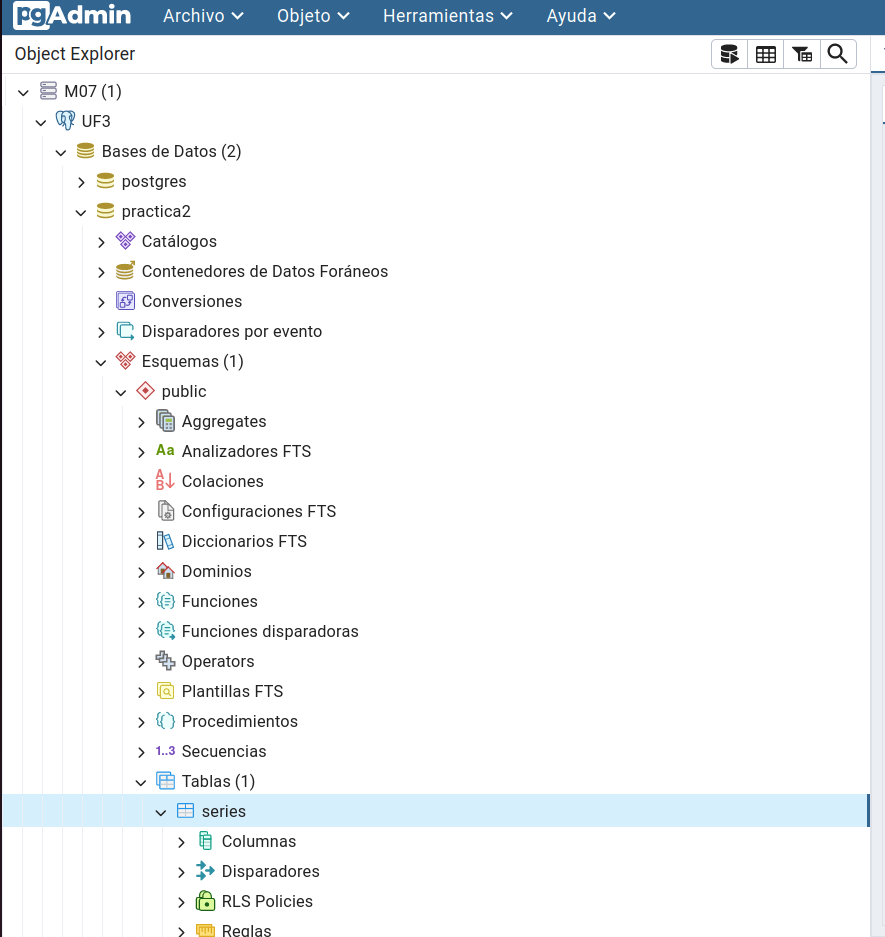 pgAdmin Archivo Objeto Herramientas Ayuda
Object Explorer
M07 (1)
UF3
Bases de Datos (2)
postgres
practica2
Catálogos
Contenedores de Datos Foráneos
Conversiones
Disparadores por evento
Esquemas (1)
public
Aggregates
Aa Analizadores FTS
AB Colaciones
Configuraciones FTS
Diccionarios FTS
Dominios
Funciones
Funciones disparadoras
Operators
Plantillas FTS
Procedimientos
1..3 Secuencias
Tablas (1)
series
Columnas
Disparadores
RLS Policies
Reglas